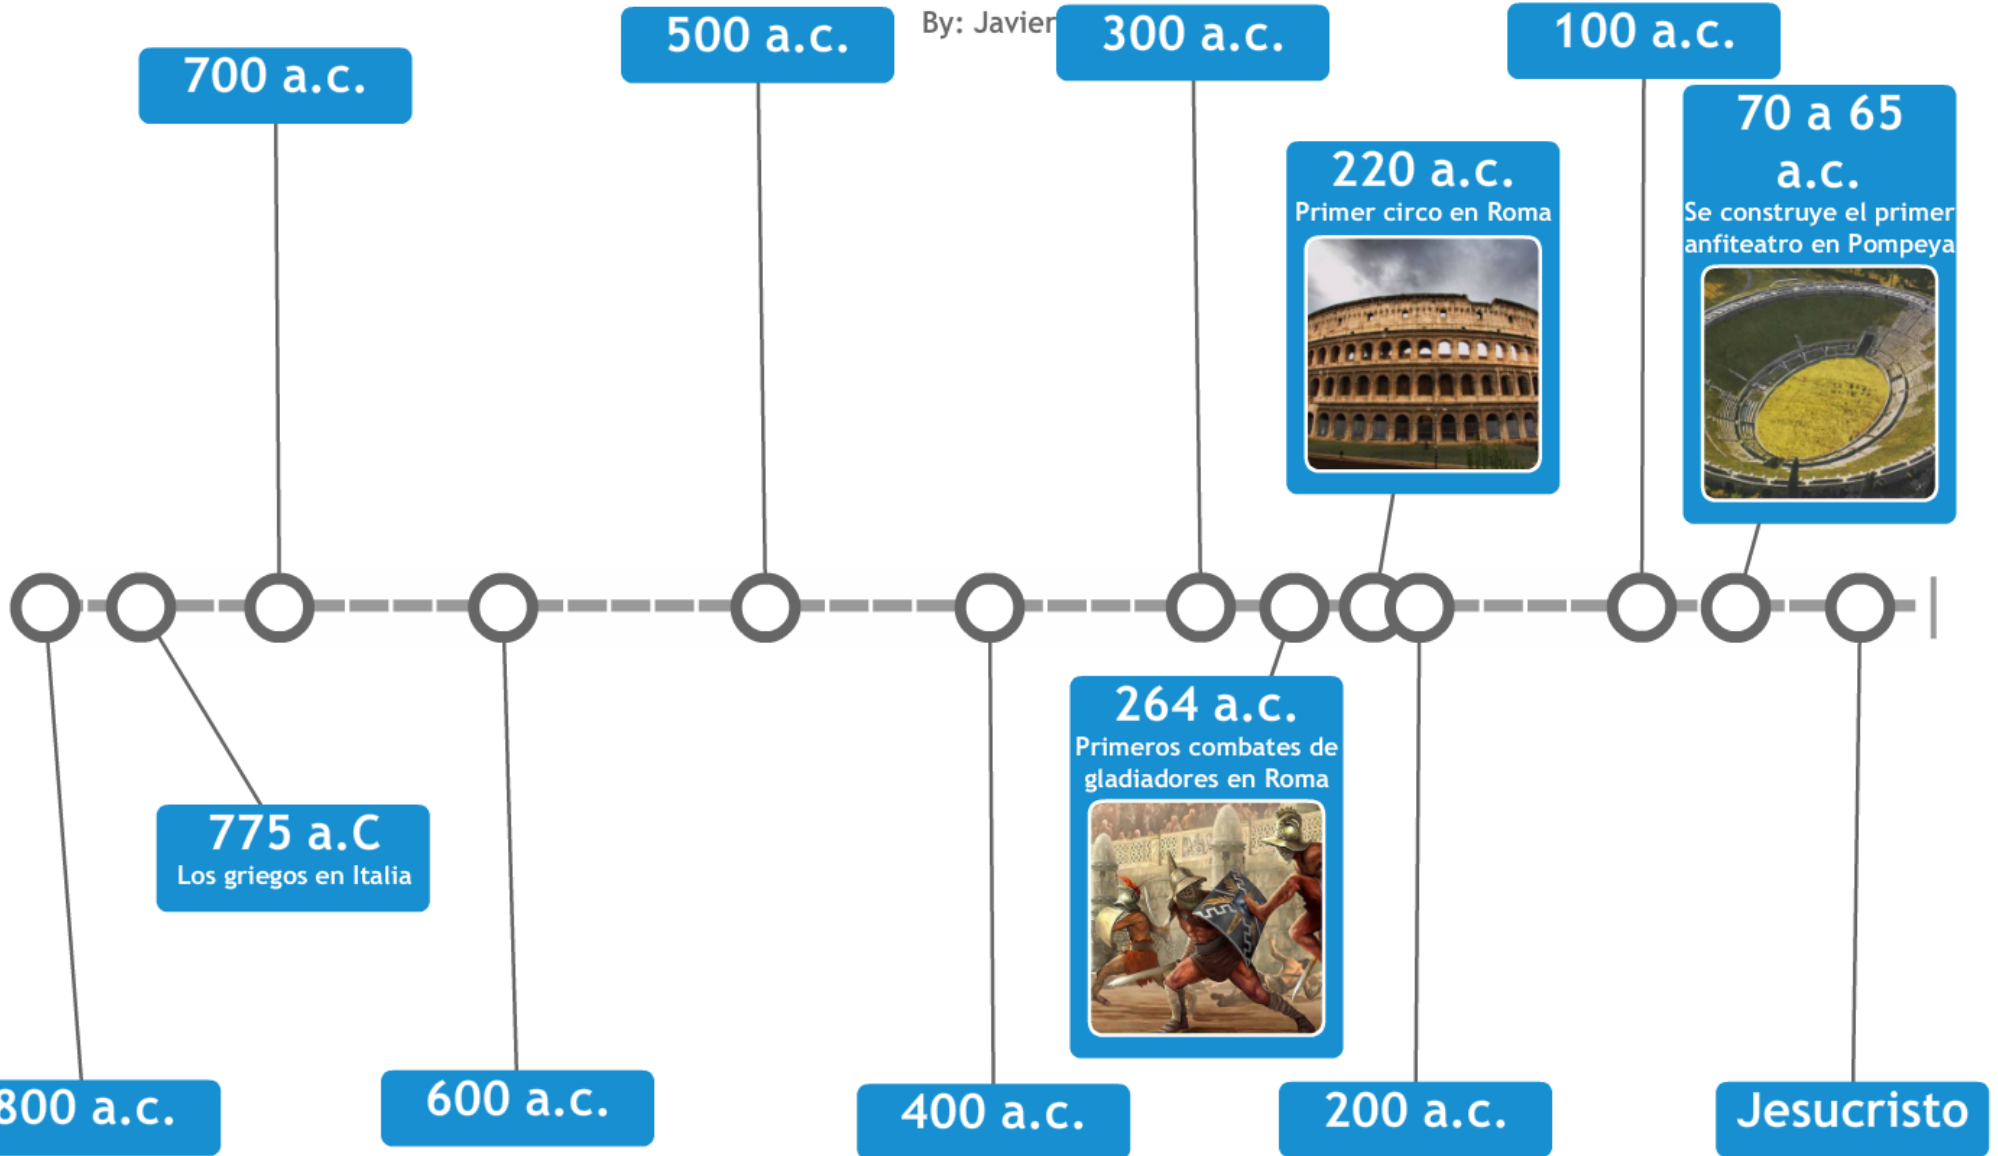 By: Javier
700 a.c.
500 a.c.
300 a.c.
100 a.c.
220 a.c.
Primer circo en Roma
70 a 65
a.c.
Se construye el primer
anfiteatro en Pompeya
775 a.C
Los griegos en Italia
264 a.c.
Primeros combates de
gladiadores en Roma
800 a.c.
600 a.c.
400 a.c.
200 a.c.
Jesucristo